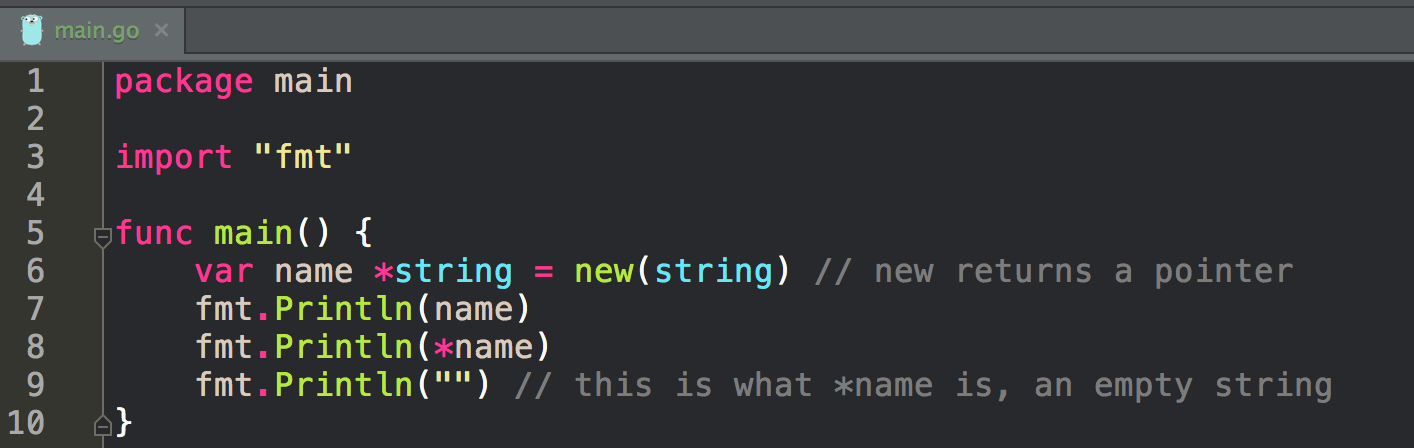 main.go
1 package main
2
3 import "fmt"
4
5 func main() {
6     var name *string = new(string) // new returns a pointer
7     fmt.Println(name)
8     fmt.Println(*name)
9     fmt.Println("") // this is what *name is, an empty string
10 }